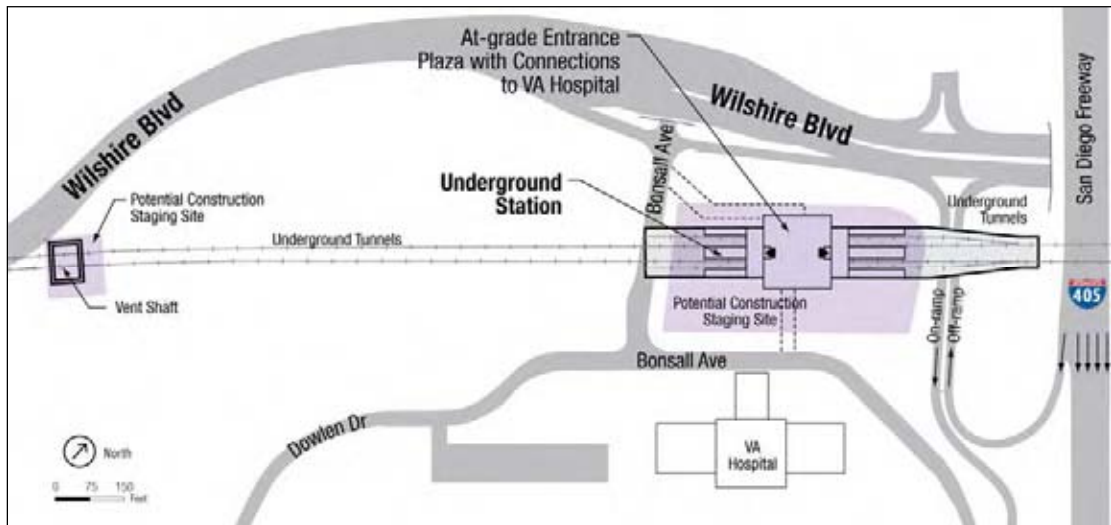 At-grade Entrance
Plaza with Connections
to VA Hospital
Wilshire Blvd
Wilshire Blvd
San Diego Freeway
Bonsall Ave
Potential Construction
Staging Site
Underground
Station
Underground
Tunnels
Underground Tunnels
Vent Shaft
Potential Construction
Staging Site
405
On-ramp
Off-ramp
Bonsall Ave
Dowlen Dr
VA
Hospital
North
0 75 150
Feet